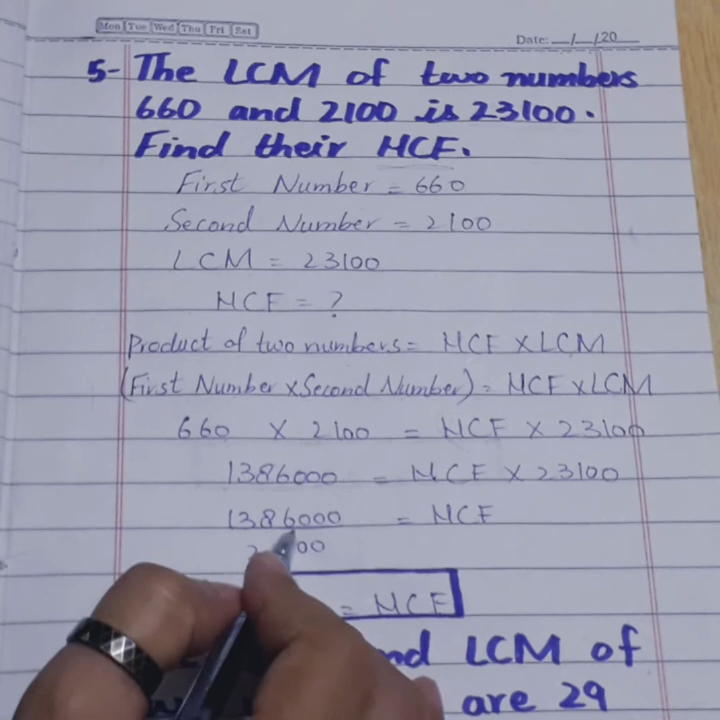 Mon Tue Wed Thu Fri Sat
Date: __/__/20
5- The LCM of two numbers
660 and 2100 is 23100.
Find their HCF.
First Number = 660
Second Number = 2100
LCM = 23100
HCF = ?
Product of two numbers = HCF X LCM
(First Number x Second Number) = HCF X LCM
660 X 2100 = HCF X 23100
1386000 = HCF X 23100
1386000 = HCF
00
= HCF
LCM of
are 29